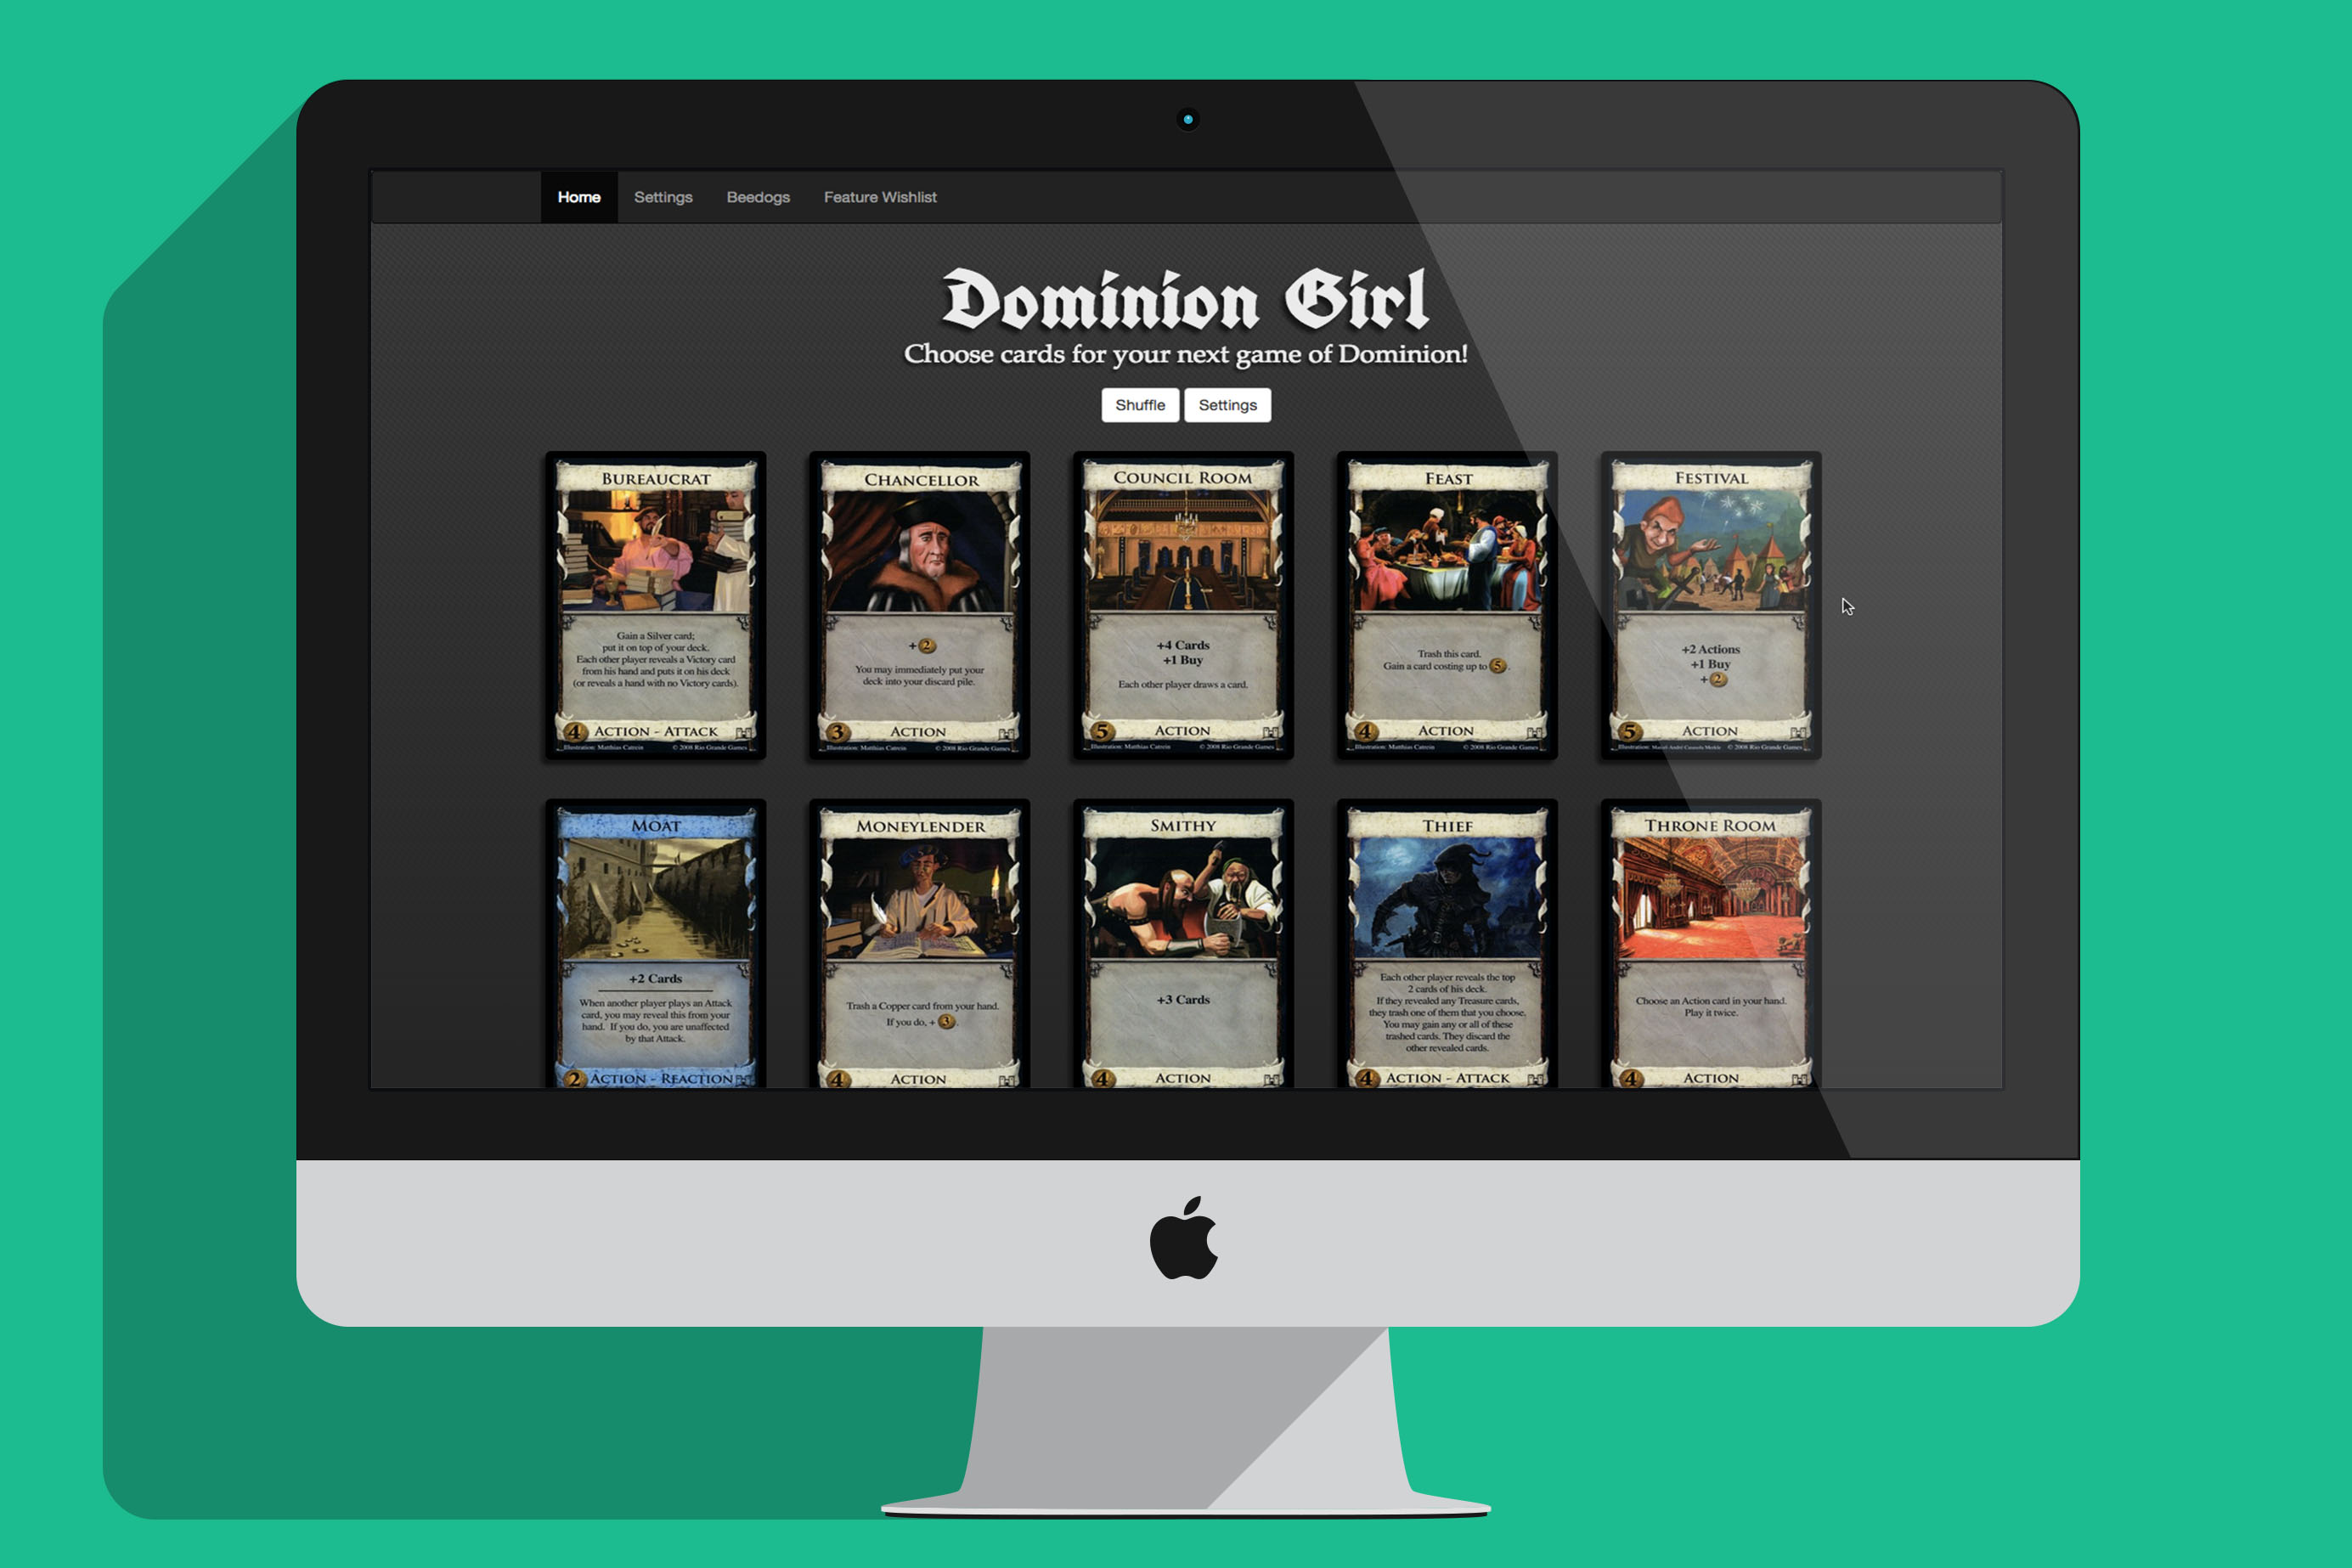 Home Settings Beedogs Feature Wishlist
Dominion Girl
Choose cards for your next game of Dominion!
Shuffle Settings
BUREAUCRAT
Gain a Silver card;
put it on top of your deck.
Each other player reveals a Victory card
from his hand and puts it on his deck
(or reveals a hand with no Victory cards).
4 ACTION - ATTACK
Illustration: Matthias Catrein © 2008 Rio Grande Games
CHANCELLOR
+ 2
You may immediately put your
deck into your discard pile.
3 ACTION
Illustration: Matthias Catrein © 2008 Rio Grande Games
COUNCIL ROOM
+4 Cards
+1 Buy
Each other player draws a card.
5 ACTION
Illustration: Matthias Catrein © 2008 Rio Grande Games
FEAST
Trash this card.
Gain a card costing up to 5.
4 ACTION
Illustration: Matthias Catrein © 2008 Rio Grande Games
FESTIVAL
+2 Actions
+1 Buy
+ 2
5 ACTION
Illustration: © 2008 Rio Grande Games
MOAT
+2 Cards
When another player plays an Attack
card, you may reveal this from your
hand. If you do, you are unaffected
by that Attack.
2 ACTION - REACTION
MONEYLENDER
Trash a Copper card from your hand.
If you do, + 3.
4 ACTION
SMITHY
+3 Cards
4 ACTION
THIEF
Each other player reveals the top
2 cards of his deck.
If they revealed any Treasure cards,
they trash one of them that you choose.
You may gain any or all of these
trashed cards. They discard the
other revealed cards.
4 ACTION - ATTACK
THRONE ROOM
Choose an Action card in your hand.
Play it twice.
4 ACTION